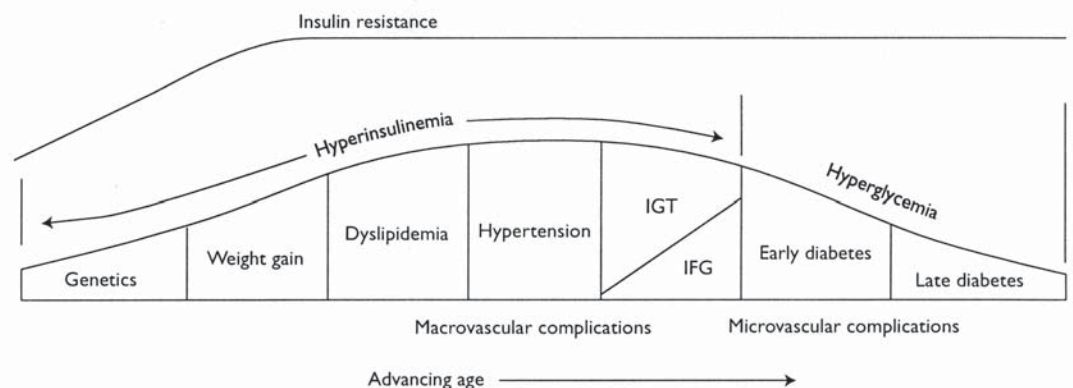 Insulin resistance
Hyperinsulinemia
Hyperglycemia
IGT
Dyslipidemia
Hypertension
Weight gain
IFG
Early diabetes
Genetics
Late diabetes
Macrovascular complications
Microvascular complications
Advancing age